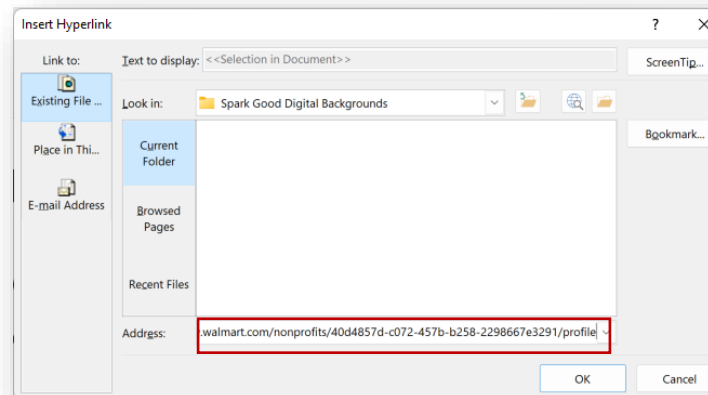 Insert Hyperlink
?
Link to:
Text to display: <<Selection in Document>>
ScreenTip...
Existing File ...
Look in: Spark Good Digital Backgrounds
Place in Thi...
Current
Folder
Bookmark...
E-mail Address
Browsed
Pages
Recent Files
Address: .walmart.com/nonprofits/40d4857d-c072-457b-b258-2298667e3291/profile
OK
Cancel